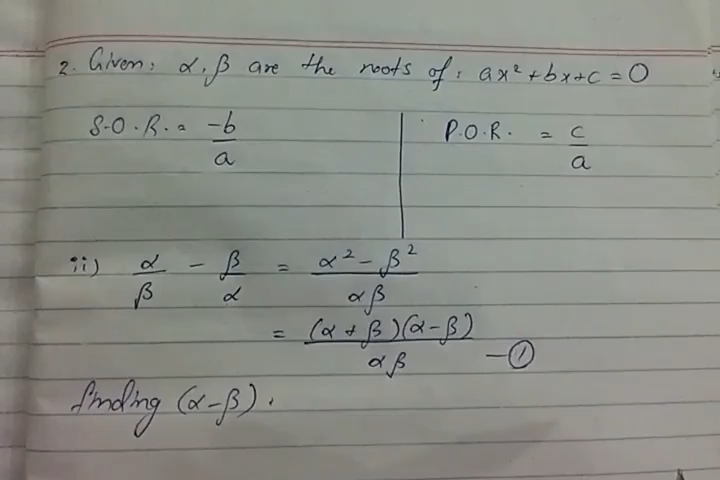 2. Given: α, β are the roots of: ax² + bx + c = 0
S.O.R. = -b/a P.O.R. = c/a
ii) α/β - β/α = α² - β²/αβ
= (α + β)(α - β)/αβ —①
finding (α - β).